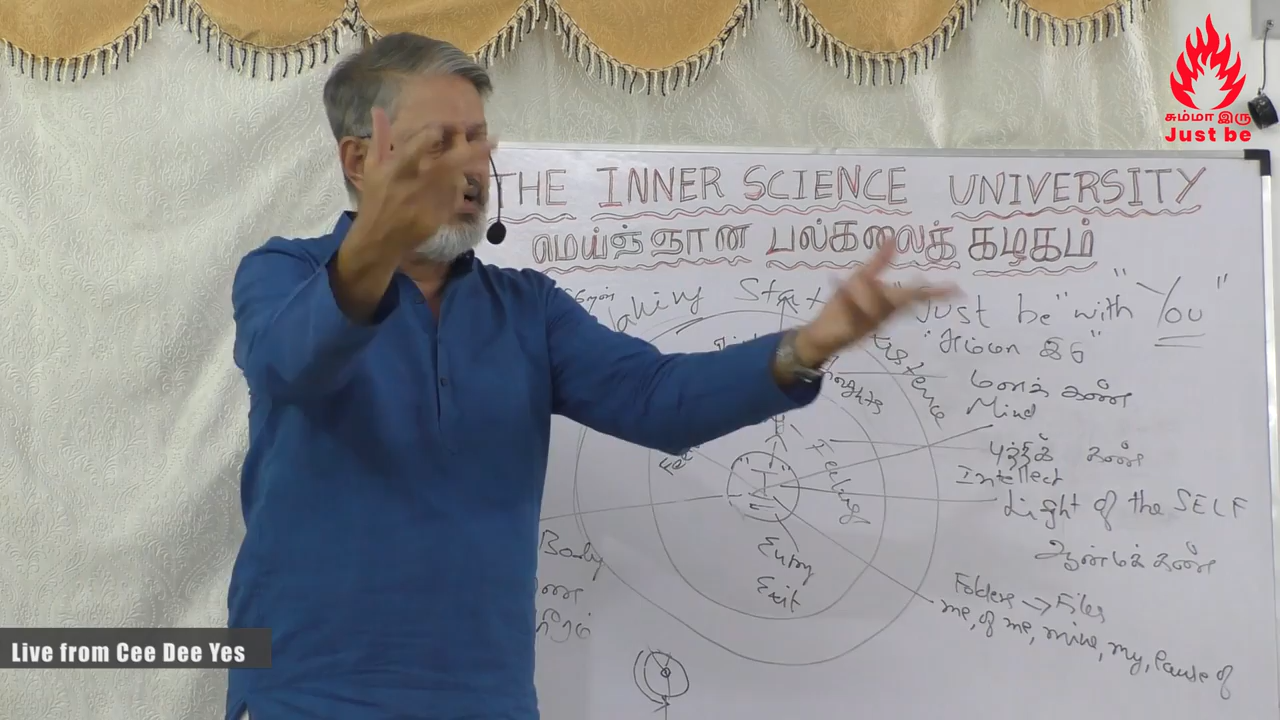 சும்மா இரு
Just be
THE INNER SCIENCE UNIVERSITY
மெய்ஞ்ஞான பல்கலைக் கழகம்
"Just be" with "You"
"சும்மா இரு"
மனக் கண்
Mind
புத்திக் கண்
Intellect
Light of the SELF
ஆன்மக் கண்
Feeling
I
Body
Entry
Exit
Folders → Files
me, of me, mine, my,
Live from Cee Dee Yes